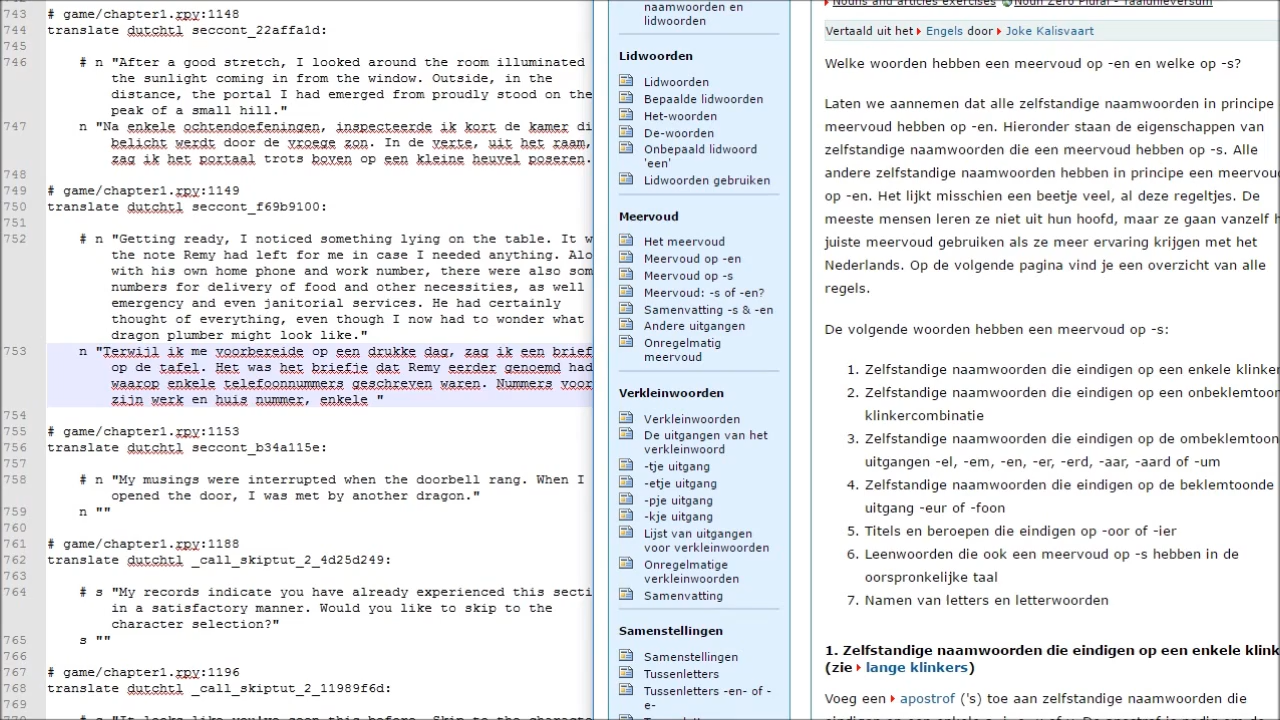 743 # game/chapter1.rpy:1148
744 translate dutchtl seccont_22affa1d:
745
746 # n "After a good stretch, I looked around the room illuminated
the sunlight coming in from the window. Outside, in the
distance, the portal I had emerged from proudly stood on the
peak of a small hill."
747 n "Na enkele ochtendoefeningen, inspecteerde ik kort de kamer di
belicht werdt door de vroege zon. In de verte, uit het raam,
zag ik het portaal trots boven op een kleine heuvel poseren.
748
749 # game/chapter1.rpy:1149
750 translate dutchtl seccont_f69b9100:
751
752 # n "Getting ready, I noticed something lying on the table. It w
the note Remy had left for me in case I needed anything. Alo
with his own home phone and work number, there were also som
numbers for delivery of food and other necessities, as well
emergency and even janitorial services. He had certainly
thought of everything, even though I now had to wonder what
dragon plumber might look like."
753 n "Terwijl ik me voorbereide op een drukke dag, zag ik een brief
op de tafel. Het was het briefje dat Remy eerder genoemd had
waarop enkele telefoonnummers geschreven waren. Nummers voor
zijn werk en huis nummer, enkele "
754
755 # game/chapter1.rpy:1153
756 translate dutchtl seccont_b34a115e:
757
758 # n "My musings were interrupted when the doorbell rang. When I
opened the door, I was met by another dragon."
759 n ""
760
761 # game/chapter1.rpy:1188
762 translate dutchtl _call_skiptut_2_4d25d249:
763
764 # s "My records indicate you have already experienced this secti
in a satisfactory manner. Would you like to skip to the
character selection?"
765 s ""
766
767 # game/chapter1.rpy:1196
768 translate dutchtl _call_skiptut_2_11989f6d:
769
naamwoorden en
lidwoorden
Lidwoorden
Lidwoorden
Bepaalde lidwoorden
Het-woorden
De-woorden
Onbepaald lidwoord
'een'
Lidwoorden gebruiken
Meervoud
Het meervoud
Meervoud op -en
Meervoud op -s
Meervoud: -s of -en?
Samenvatting -s & -en
Andere uitgangen
Onregelmatig
meervoud
Verkleinwoorden
Verkleinwoorden
De uitgangen van het
verkleinwoord
-tje uitgang
-etje uitgang
-pje uitgang
-kje uitgang
Lijst van uitgangen
voor verkleinwoorden
Onregelmatige
verkleinwoorden
Samenvatting
Samenstellingen
Samenstellingen
Tussenletters
Tussenletters -en- of -
e-
Nouns and articles exercises Noun Zero Plural - Taaluniversum
Vertaald uit het Engels door Joke Kalisvaart
Welke woorden hebben een meervoud op -en en welke op -s?
Laten we aannemen dat alle zelfstandige naamwoorden in principe
meervoud hebben op -en. Hieronder staan de eigenschappen van
zelfstandige naamwoorden die een meervoud hebben op -s. Alle
andere zelfstandige naamwoorden hebben in principe een meervoud
op -en. Het lijkt misschien een beetje veel, al deze regeltjes. De
meeste mensen leren ze niet uit hun hoofd, maar ze gaan vanzelf h
juiste meervoud gebruiken als ze meer ervaring krijgen met het
Nederlands. Op de volgende pagina vind je een overzicht van alle
regels.
De volgende woorden hebben een meervoud op -s:
1. Zelfstandige naamwoorden die eindigen op een enkele klinker
2. Zelfstandige naamwoorden die eindigen op een onbeklemtoon
klinkercombinatie
3. Zelfstandige naamwoorden die eindigen op de ombeklemtoon
uitgangen -el, -em, -en, -er, -erd, -aar, -aard of -um
4. Zelfstandige naamwoorden die eindigen op de beklemtoonde
uitgang -eur of -foon
5. Titels en beroepen die eindigen op -oor of -ier
6. Leenwoorden die ook een meervoud op -s hebben in de
oorspronkelijke taal
7. Namen van letters en letterwoorden
1. Zelfstandige naamwoorden die eindigen op een enkele klink
(zie lange klinkers)
Voeg een apostrof ('s) toe aan zelfstandige naamwoorden die